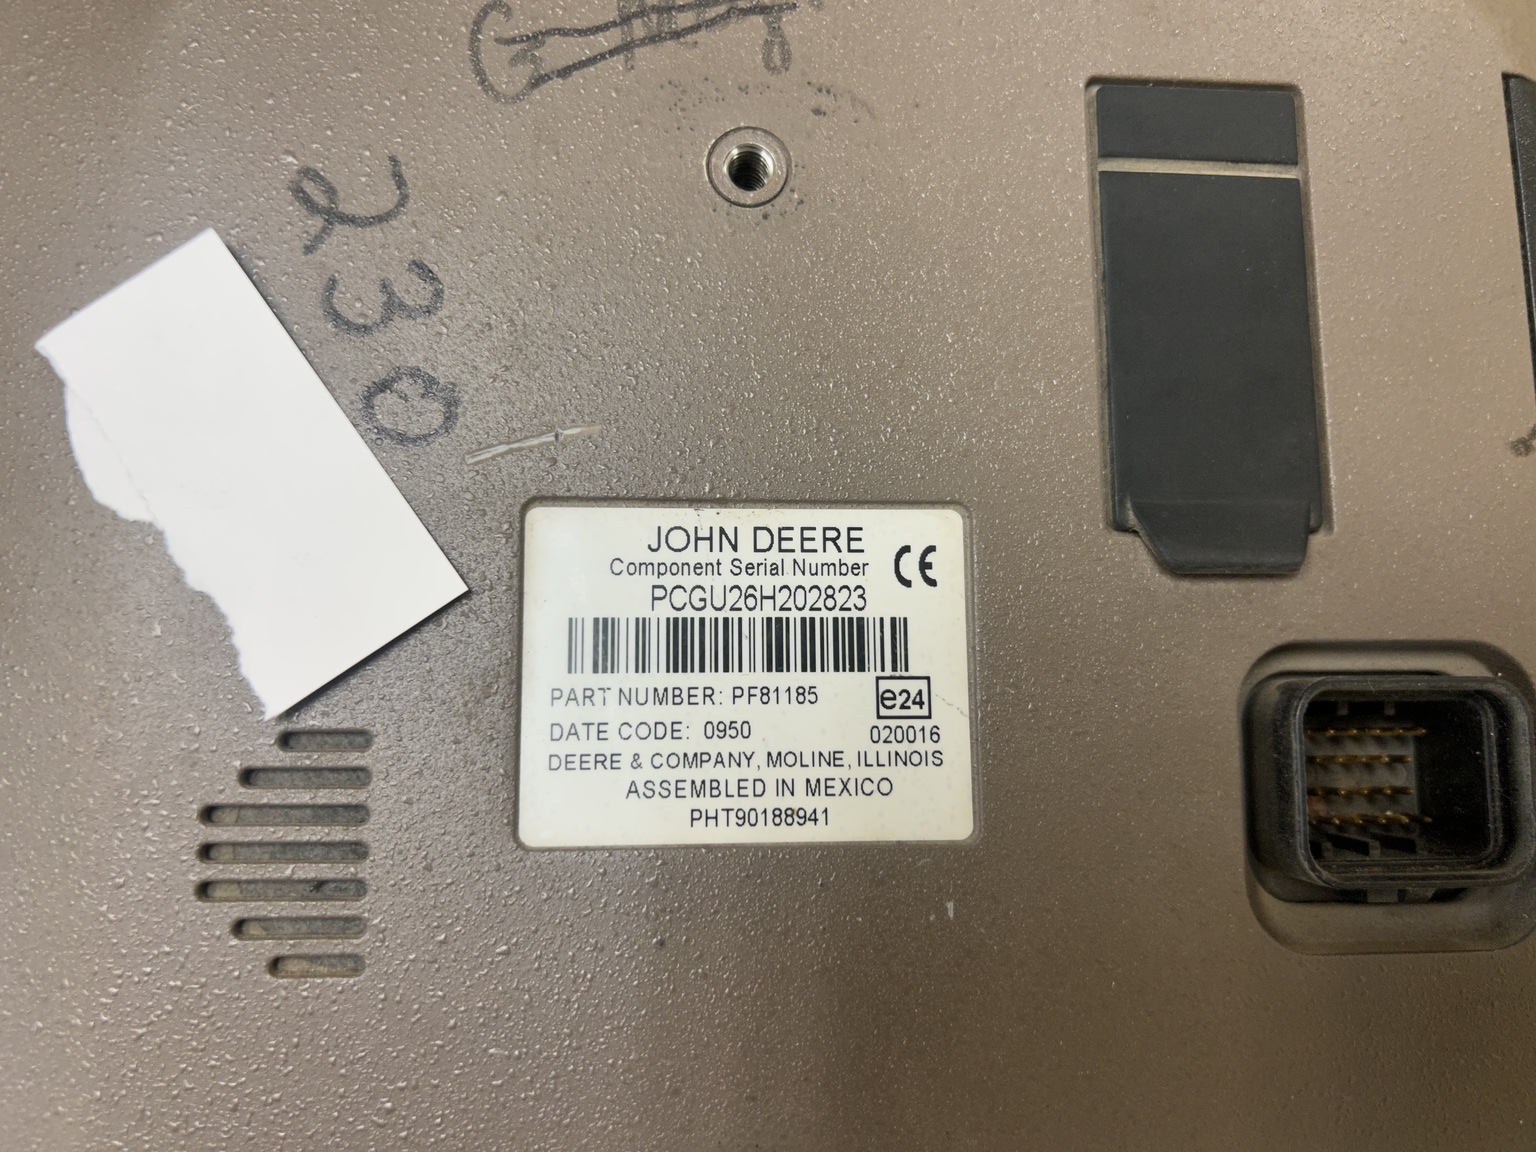 230
JOHN DEERE
Component Serial Number
CE
PCGU26H202823
PART NUMBER: PF81185
e24
DATE CODE: 0950
020016
DEERE & COMPANY, MOLINE, ILLINOIS
ASSEMBLED IN MEXICO
PHT90188941